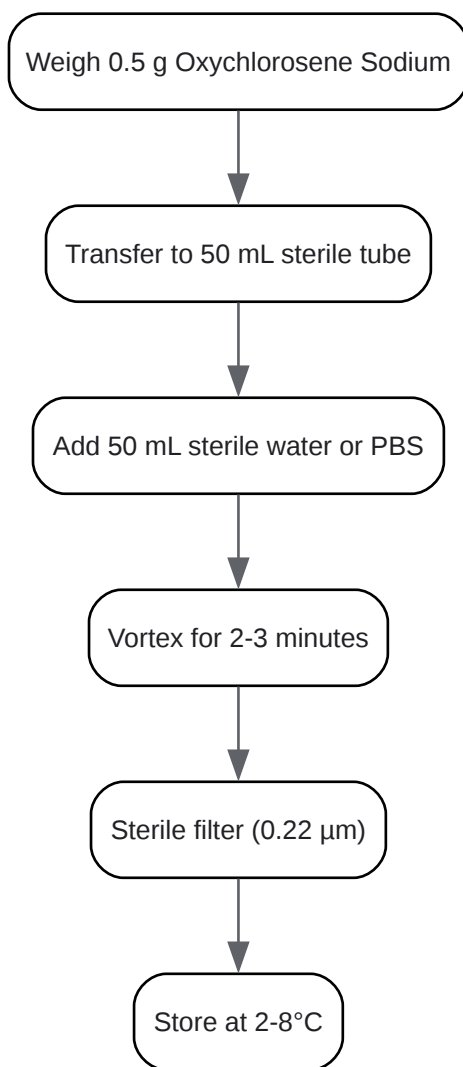 Weigh 0.5 g Oxychlorosene Sodium
Transfer to 50 mL sterile tube
Add 50 mL sterile water or PBS
Vortex for 2-3 minutes
Sterile filter (0.22 µm)
Store at 2-8°C